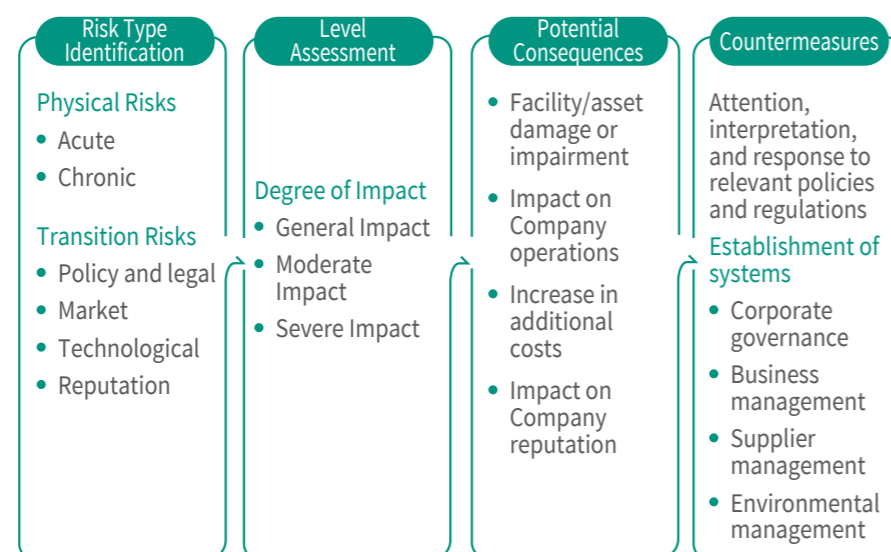 Risk Type
Identification
Physical Risks
• Acute
• Chronic
Transition Risks
• Policy and legal
• Market
• Technological
• Reputation
Level
Assessment
Degree of Impact
• General Impact
• Moderate
Impact
• Severe Impact
Potential
Consequences
• Facility/asset
damage or
impairment
• Impact on
Company
operations
• Increase in
additional
costs
• Impact on
Company
reputation
Countermeasures
Attention,
interpretation,
and response to
relevant policies
and regulations
Establishment of
systems
• Corporate
governance
• Business
management
• Supplier
management
• Environmental
management